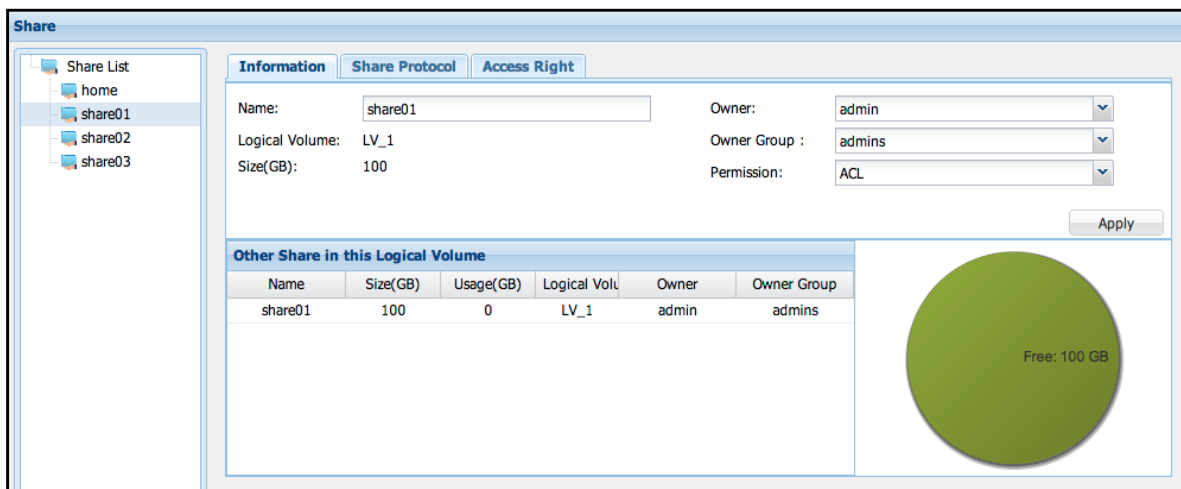 Share
Share List
home
share01
share02
share03
Information Share Protocol Access Right
Name: share01 Owner: admin
Logical Volume: LV_1 Owner Group : admins
Size(GB): 100 Permission: ACL
Apply
Other Share in this Logical Volume
Name Size(GB) Usage(GB) Logical Volu Owner Owner Group
share01 100 0 LV_1 admin admins
Free: 100 GB